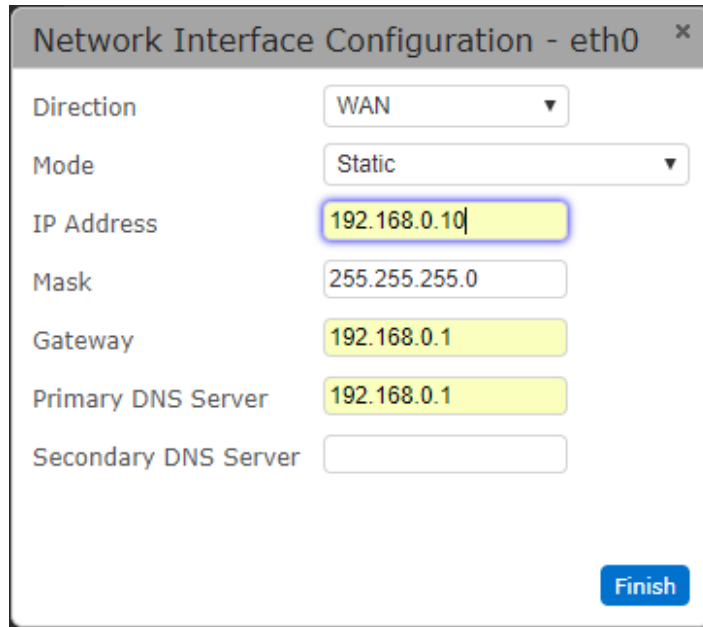 Network Interface Configuration - eth0 ×
Direction WAN
Mode Static
IP Address 192.168.0.10
Mask 255.255.255.0
Gateway 192.168.0.1
Primary DNS Server 192.168.0.1
Secondary DNS Server
Finish